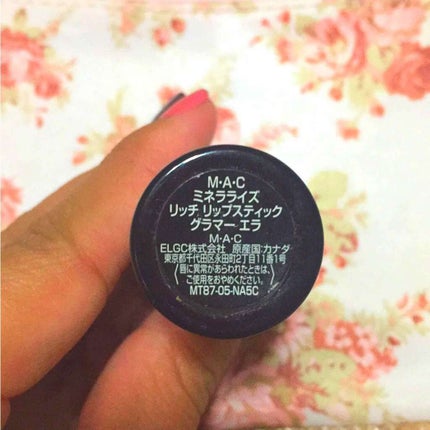 M・A・C
ミネラライズ
リッチ リップスティック
グラマー エラ
M・A・C
ELGC株式会社 原産国:カナダ
東京都千代田区永田町2丁目11番1号
唇に異常があらわれたときは、
ご使用をおやめください。
MT87-05-NA5C